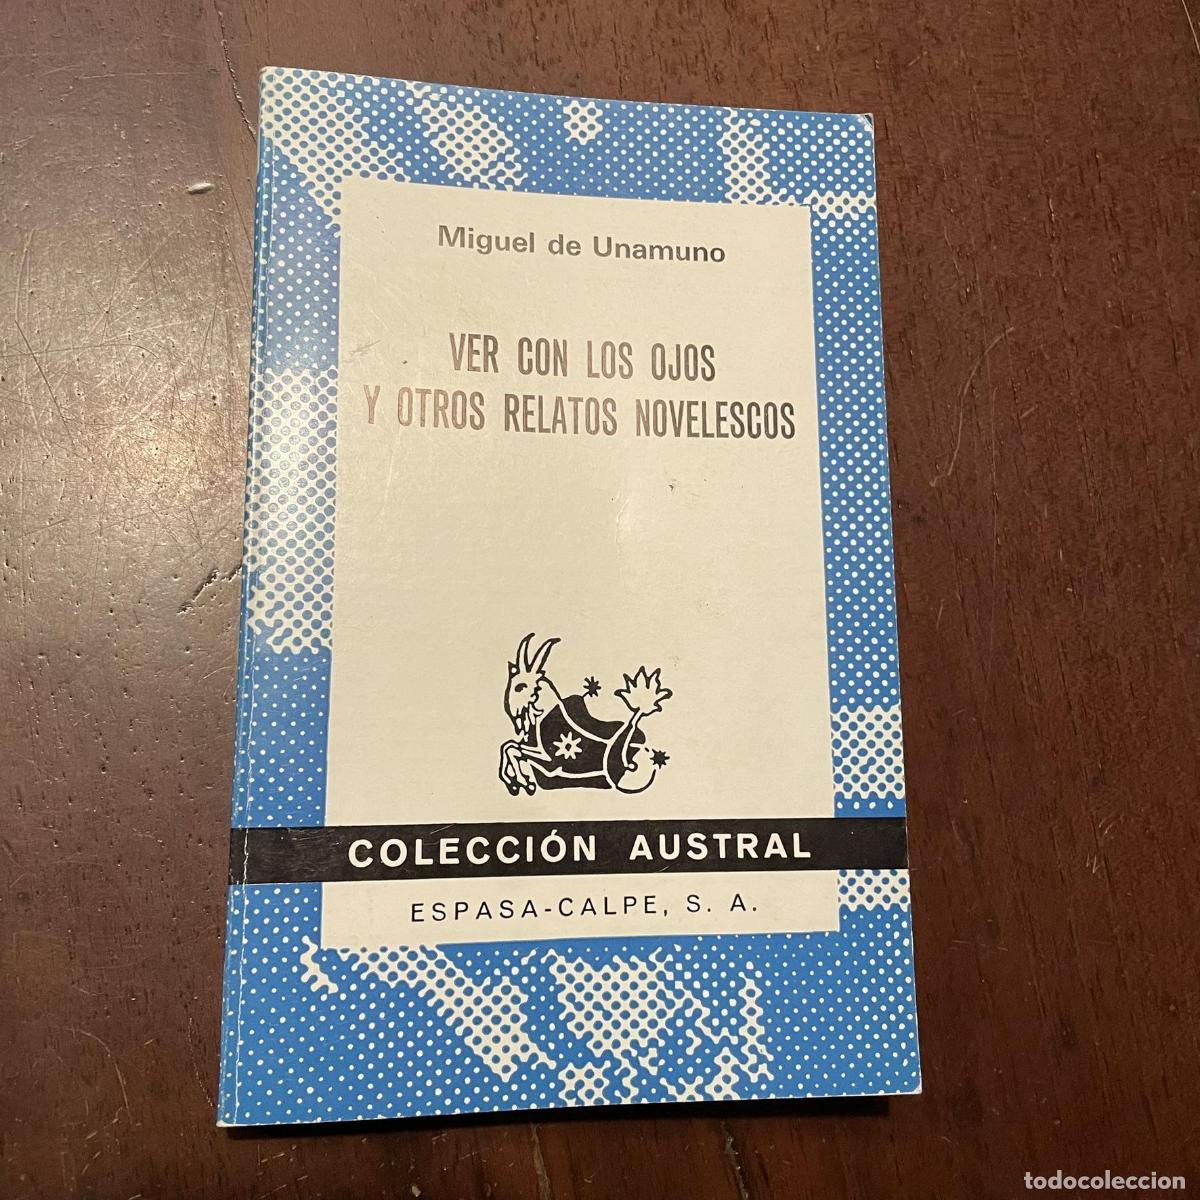 Miguel de Unamuno
VER CON LOS OJOS
Y OTROS RELATOS NOVELESCOS
COLECCIÓN AUSTRAL
ESPASA-CALPE, S. A.
todocoleccion